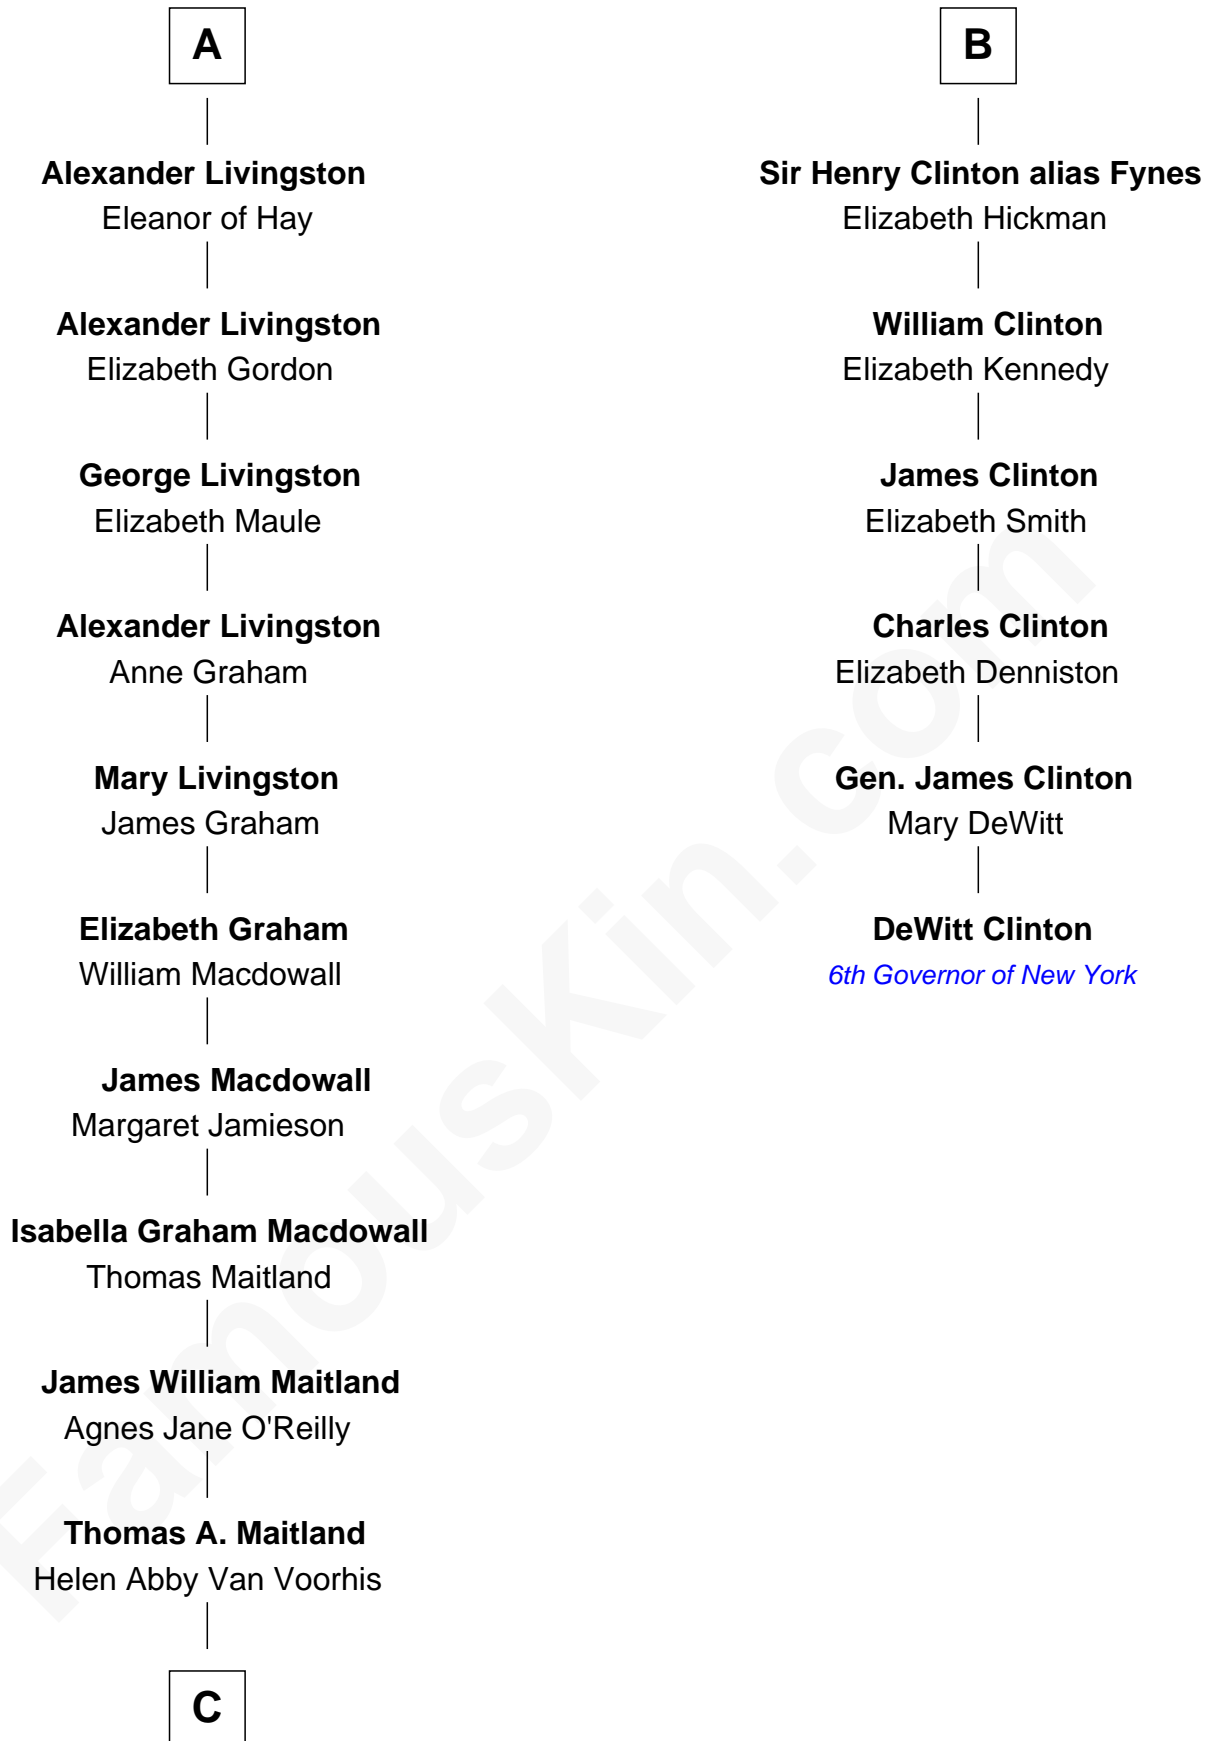 A
Alexander Livingston
Eleanor of Hay
Alexander Livingston
Elizabeth Gordon
George Livingston
Elizabeth Maule
Alexander Livingston
Anne Graham
Mary Livingston
James Graham
Elizabeth Graham
William Macdowall
James Macdowall
Margaret Jamieson
Isabella Graham Macdowall
Thomas Maitland
James William Maitland
Agnes Jane O'Reilly
Thomas A. Maitland
Helen Abby Van Voorhis
C
B
Sir Henry Clinton alias Fynes
Elizabeth Hickman
William Clinton
Elizabeth Kennedy
James Clinton
Elizabeth Smith
Charles Clinton
Elizabeth Denniston
Gen. James Clinton
Mary DeWitt
DeWitt Clinton
6th Governor of New York
FamousKin.com